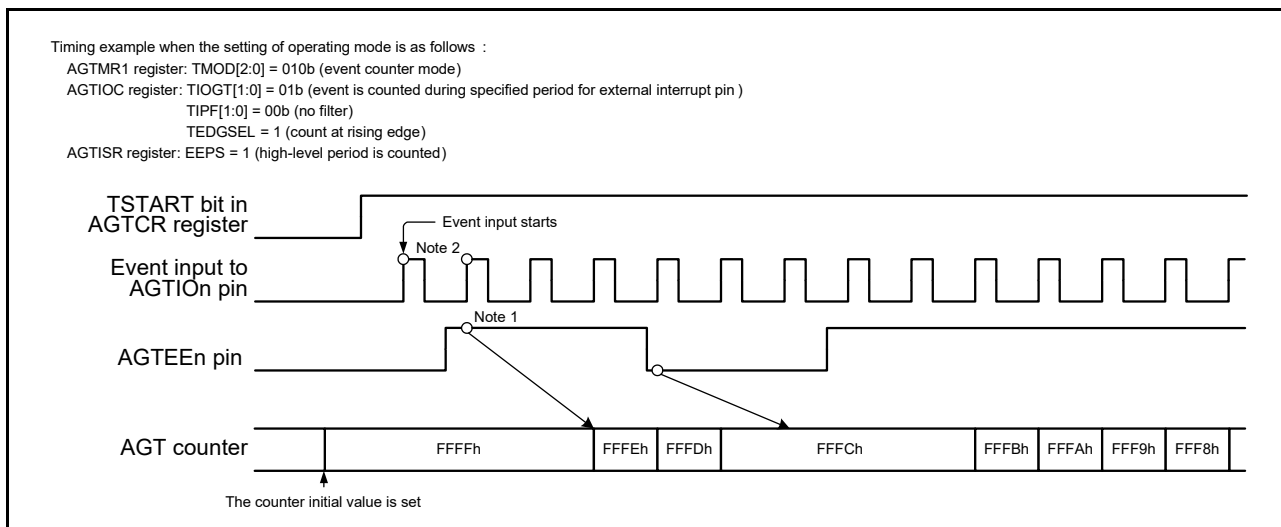 Timing example when the setting of operating mode is as follows :
AGTMR1 register: TMOD[2:0] = 010b (event counter mode)
AGTIOC register: TIOGT[1:0] = 01b (event is counted during specified period for external interrupt pin )
TIPF[1:0] = 00b (no filter)
TEDGSEL = 1 (count at rising edge)
AGTISR register: EEPS = 1 (high-level period is counted)
TSTART bit in
AGTCR register
Event input starts
Note 2
Event input to
AGTIOn pin
Note 1
AGTEEn pin
AGT counter
FFFFh
FFFEh
FFFDh
FFFCh
FFFBh
FFFAh
FFF9h
FFF8h
The counter initial value is set